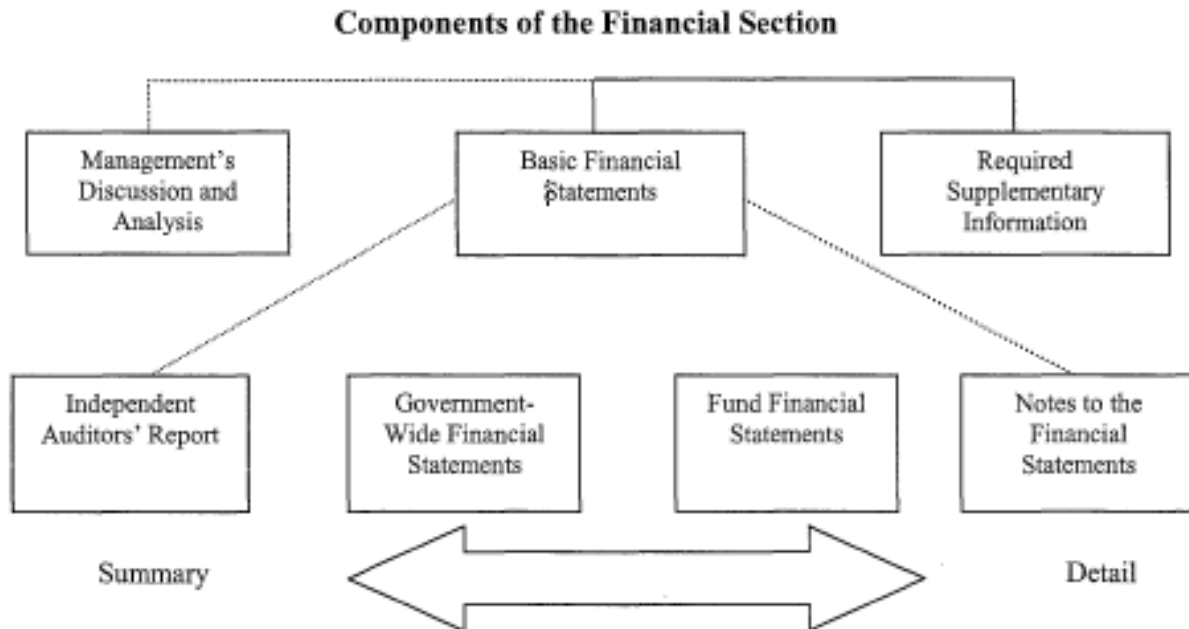 Components of the Financial Section
Management's
Discussion and
Analysis
Basic Financial
Statements
Required
Supplementary
Information
Independent
Auditors' Report
Government-
Wide Financial
Statements
Fund Financial
Statements
Notes to the
Financial
Statements
Summary
Detail